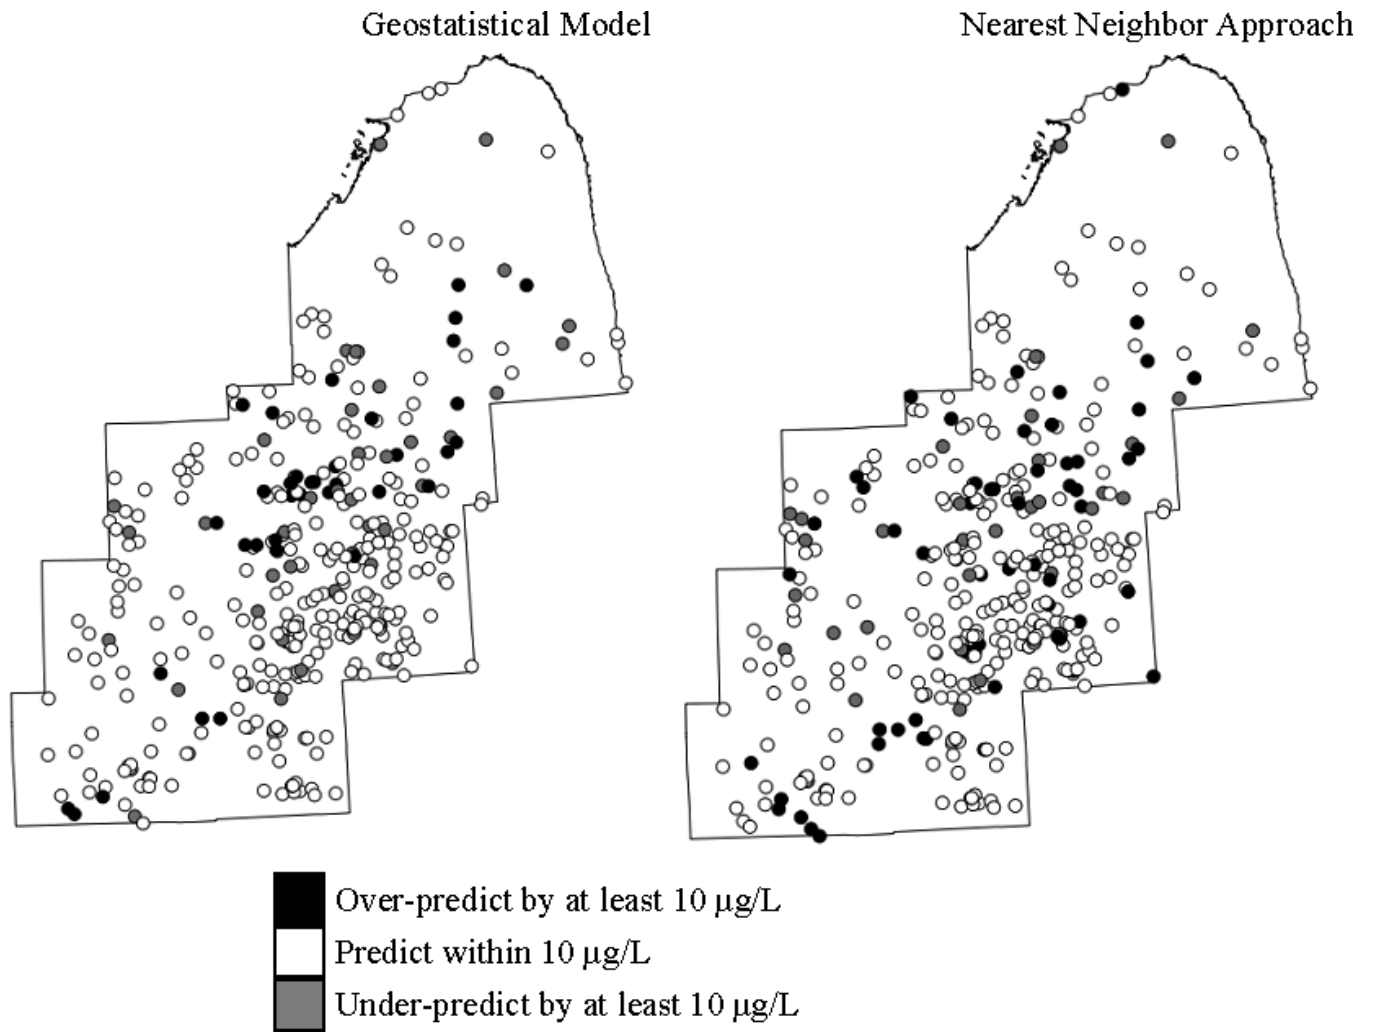 Geostatistical Model
Nearest Neighbor Approach
Over-predict by at least 10 µg/L
Predict within 10 µg/L
Under-predict by at least 10 µg/L